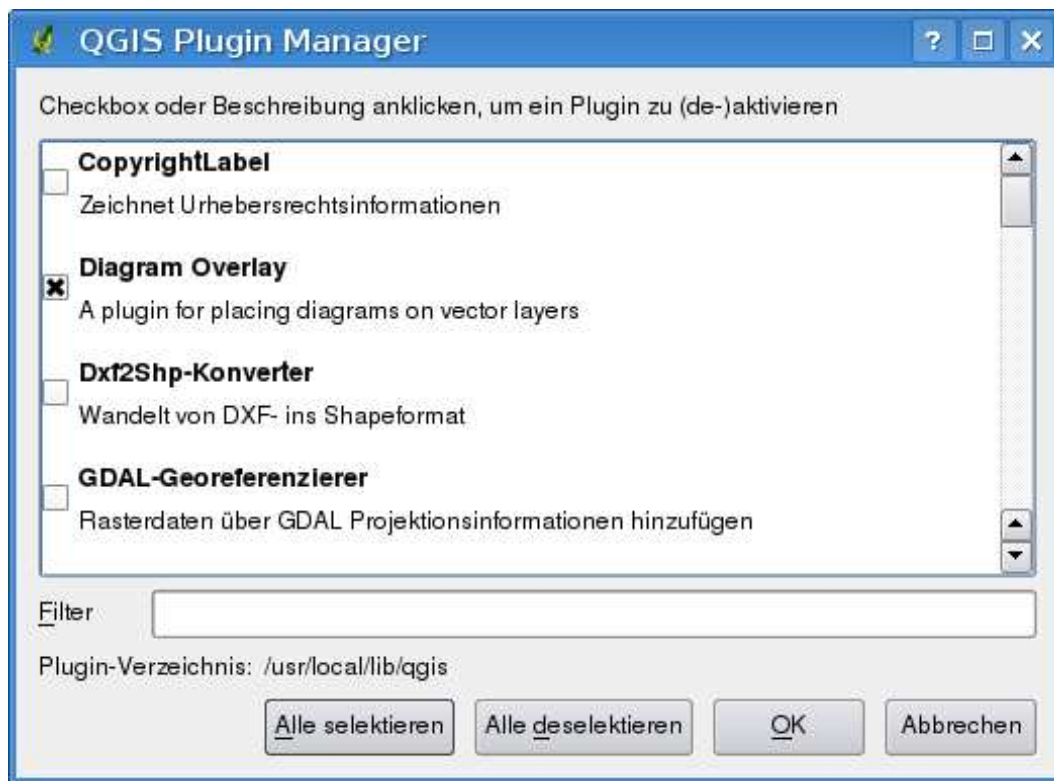 QGIS Plugin Manager
Checkbox oder Beschreibung anklicken, um ein Plugin zu (de-)aktivieren
CopyrightLabel
Zeichnet Urhebersrechtsinformationen
Diagram Overlay
A plugin for placing diagrams on vector layers
Dxf2Shp-Konverter
Wandelt von DXF- ins Shapeformat
GDAL-Georeferenzierer
Rasterdaten über GDAL Projektionsinformationen hinzufügen
Filter
Plugin-Verzeichnis: /usr/local/lib/qgis
Alle selektieren Alle deselektieren OK Abbrechen